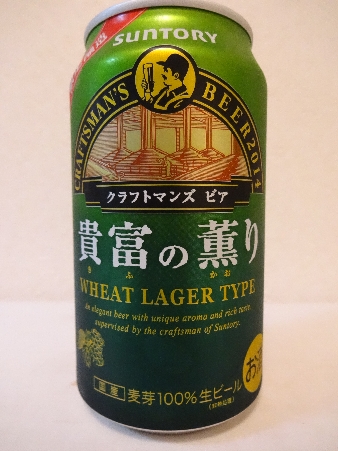 SUNTORY
CRAFTSMAN'S BEER 2014
クラフトマンズ ビア
貴富の薫り
き ふ かお
WHEAT LAGER TYPE
An elegant beer with unique aroma and rich taste,
supervised by the craftsman of Suntory.
お酒
国産 麦芽100%生ビール